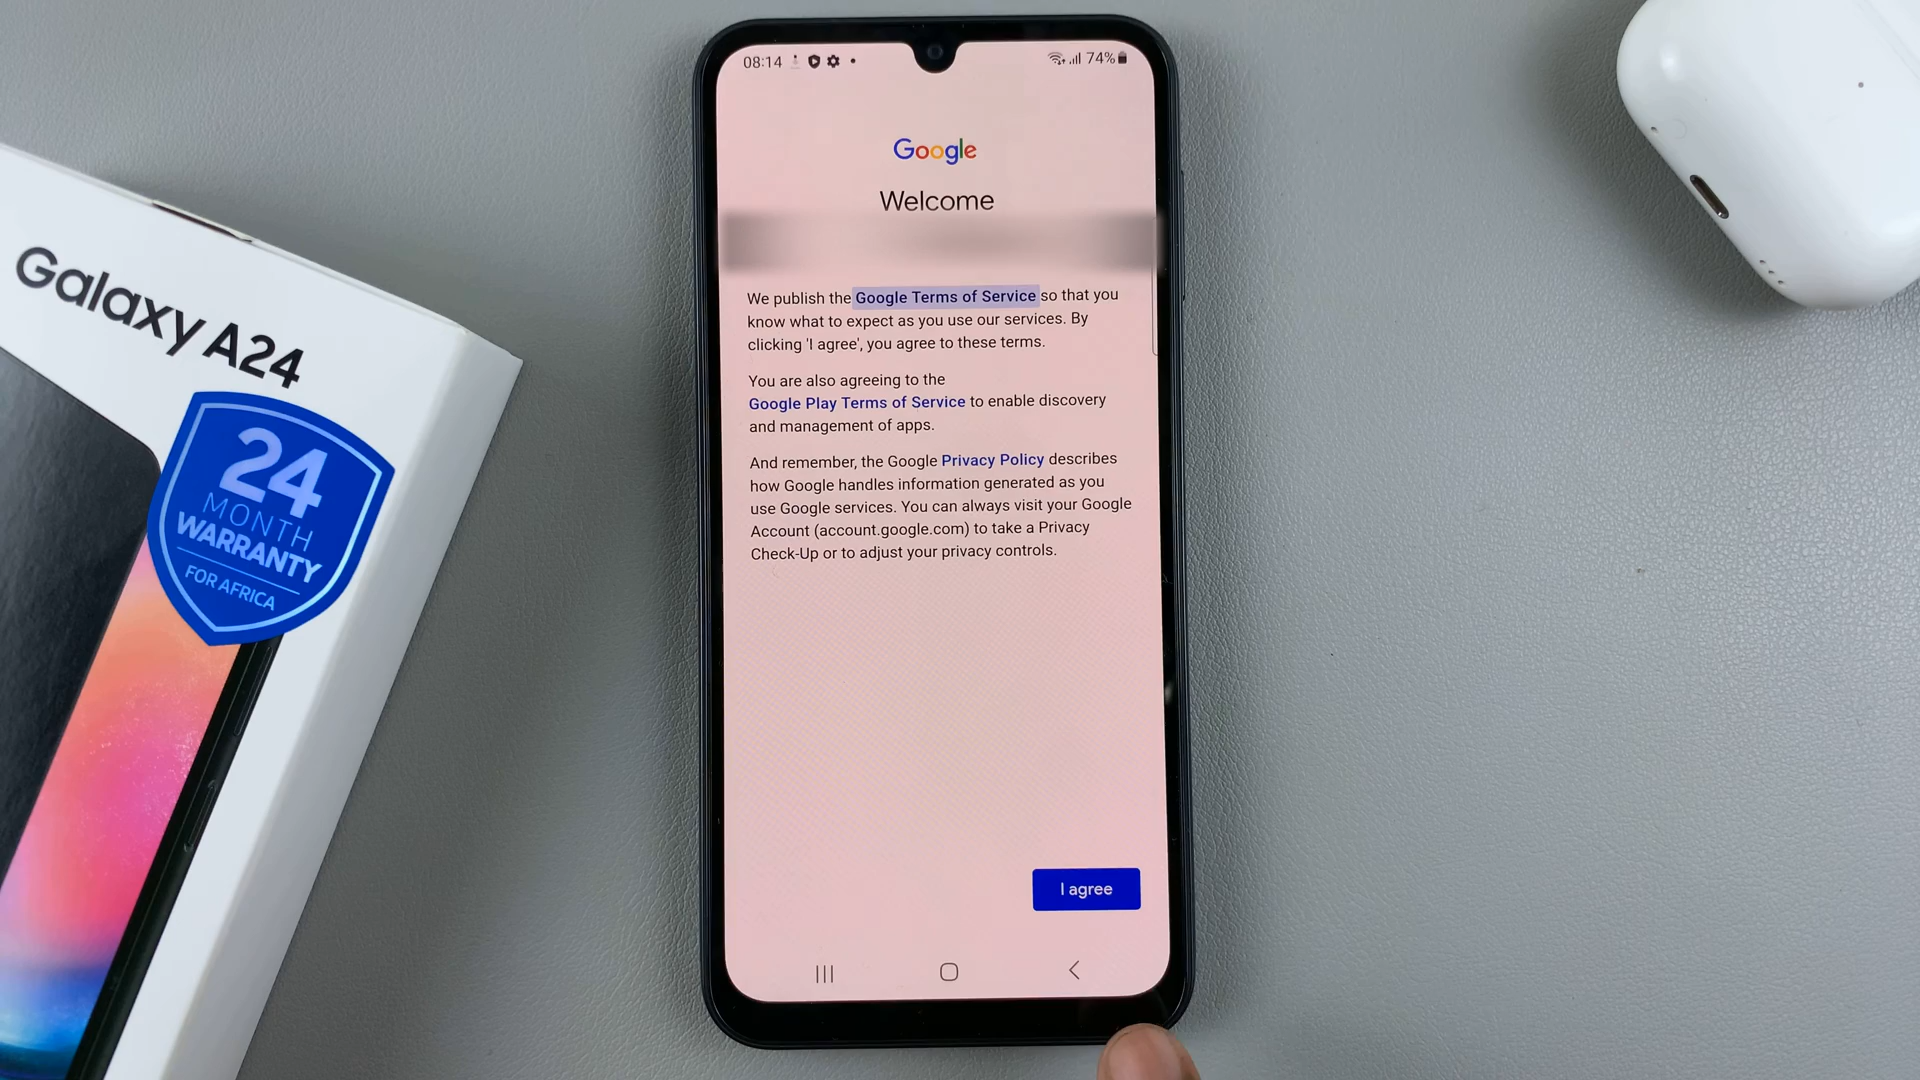 Galaxy A24
24
MONTH
WARRANTY
FOR AFRICA
08:14
74%
Google
Welcome
We publish the Google Terms of Service so that you
know what to expect as you use our services. By
clicking 'I agree', you agree to these terms.
You are also agreeing to the
Google Play Terms of Service to enable discovery
and management of apps.
And remember, the Google Privacy Policy describes
how Google handles information generated as you
use Google services. You can always visit your Google
Account (account.google.com) to take a Privacy
Check-Up or to adjust your privacy controls.
I agree